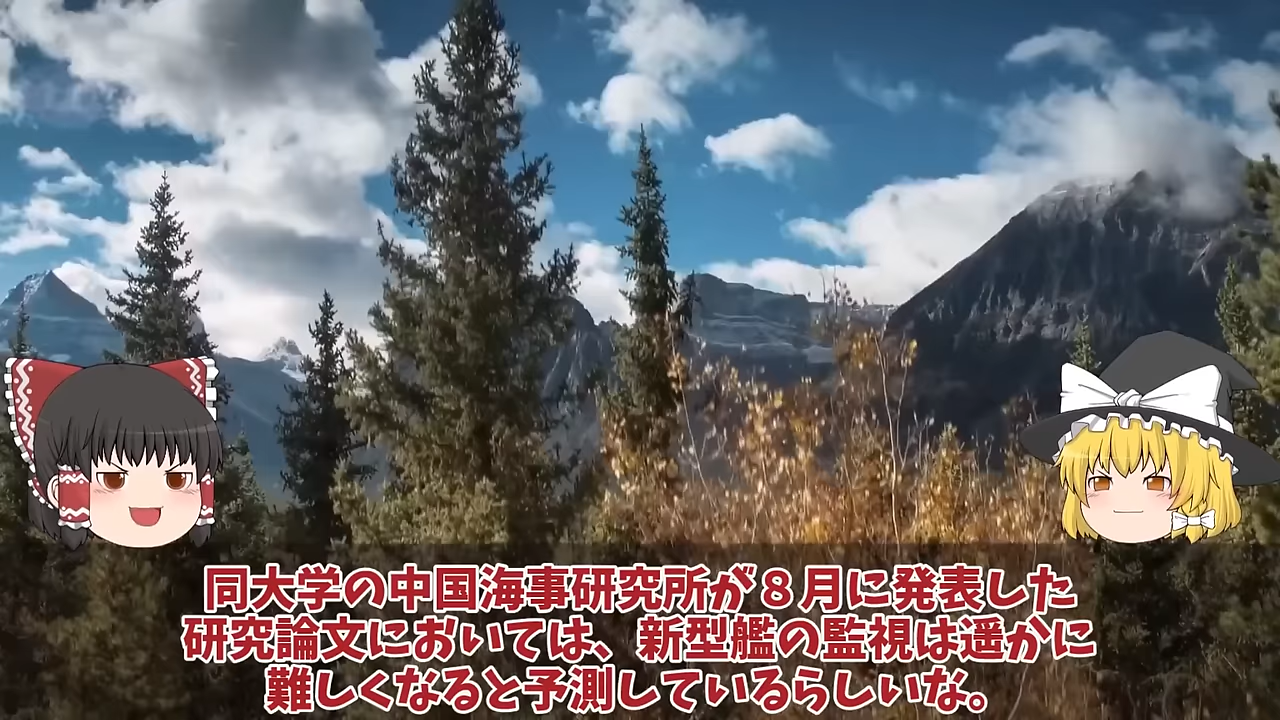 同大学の中国海事研究所が８月に発表した
研究論文においては、新型艦の監視は遥かに
難しくなると予測しているらしいな。